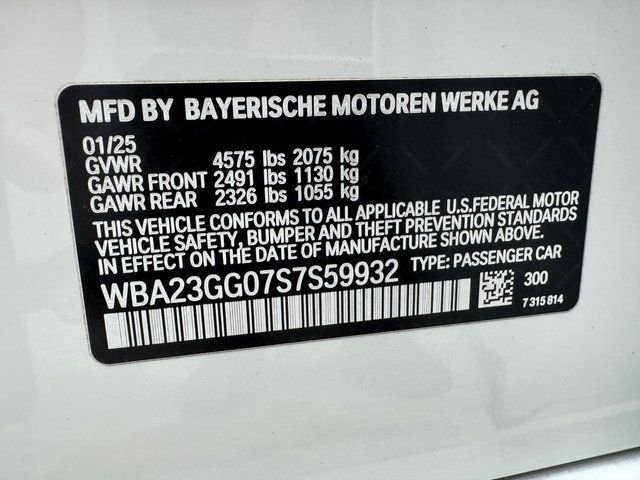 MFD BY BAYERISCHE MOTOREN WERKE AG
01/25
GVWR 4575 lbs 2075 kg
GAWR FRONT 2491 lbs 1130 kg
GAWR REAR 2326 lbs 1055 kg
THIS VEHICLE CONFORMS TO ALL APPLICABLE U.S.FEDERAL MOTOR
VEHICLE SAFETY, BUMPER AND THEFT PREVENTION STANDARDS
IN EFFECT ON THE DATE OF MANUFACTURE SHOWN ABOVE.
WBA23GG07S7S59932 TYPE: PASSENGER CAR
300
7 315 814